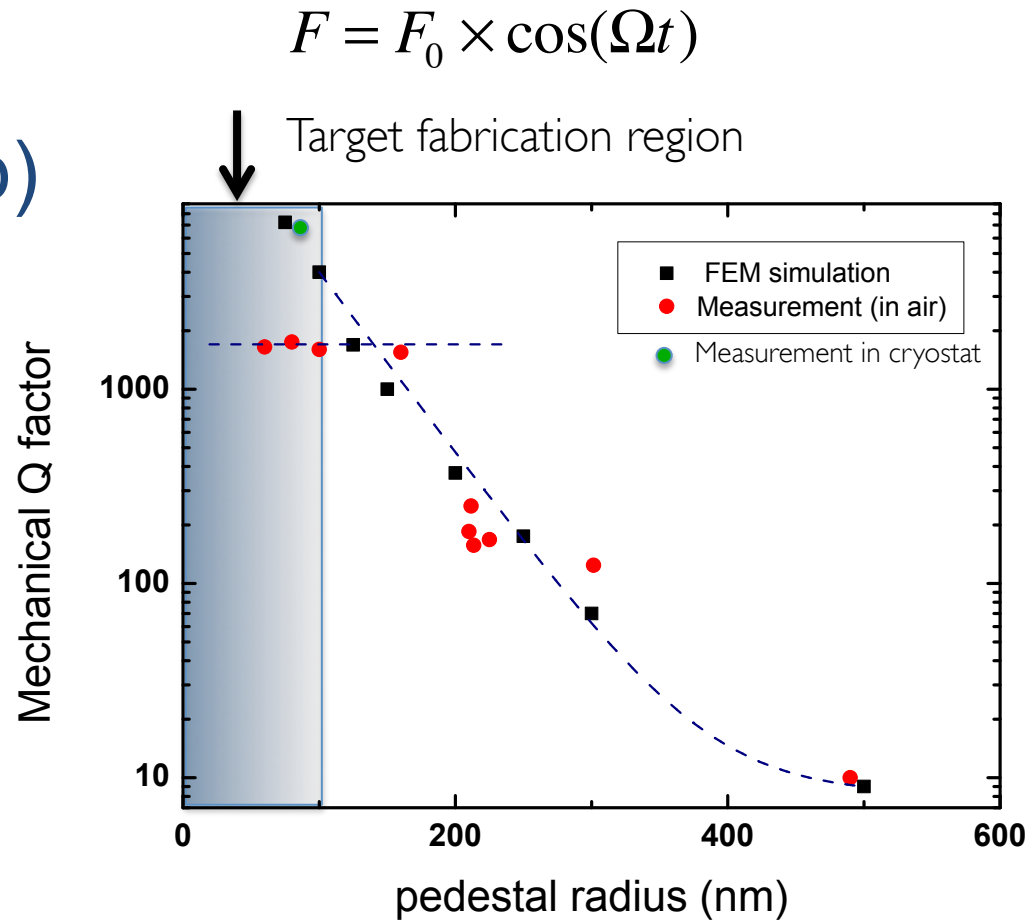 F = F₀ × cos(Ωt)
Target fabrication region
b)
FEM simulation
Measurement (in air)
Measurement in cryostat
Mechanical Q factor
1000
100
10
0 200 400 600
pedestal radius (nm)